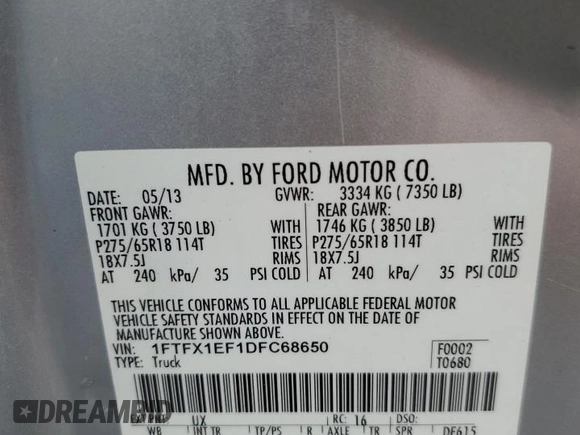 MFD. BY FORD MOTOR CO.
DATE: 05/13 GVWR: 3334 KG ( 7350 LB)
FRONT GAWR: REAR GAWR:
1701 KG ( 3750 LB) WITH 1746 KG ( 3850 LB) WITH
P275/65R18 114T TIRES P275/65R18 114T TIRES
18X7.5J RIMS 18X7.5J RIMS
AT 240 kPa/ 35 PSI COLD AT 240 kPa/ 35 PSI COLD
THIS VEHICLE CONFORMS TO ALL APPLICABLE FEDERAL MOTOR
VEHICLE SAFETY STANDARDS IN EFFECT ON THE DATE OF
MANUFACTURE SHOWN ABOVE.
VIN: 1FTFX1EF1DFC68650 F0002
TYPE: Truck T0680
EXT PNT: UX RC: 16 DSO:
WB INT TR TP/PS R AXLE TR SPR DF615
DREAMBID